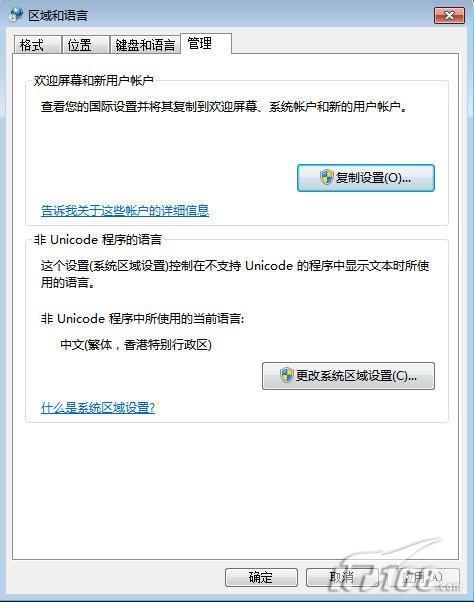 区域和语言
格式 位置 键盘和语言 管理
欢迎屏幕和新用户帐户
查看您的国际设置并将其复制到欢迎屏幕、系统帐户和新的用户帐户。
复制设置(O)...
告诉我关于这些帐户的详细信息
非 Unicode 程序的语言
这个设置(系统区域设置)控制在不支持 Unicode 的程序中显示文本时所使
用的语言。
非 Unicode 程序中所使用的当前语言:
中文(繁体，香港特别行政区)
更改系统区域设置(C)...
什么是系统区域设置?
确定 取消 应用(A)